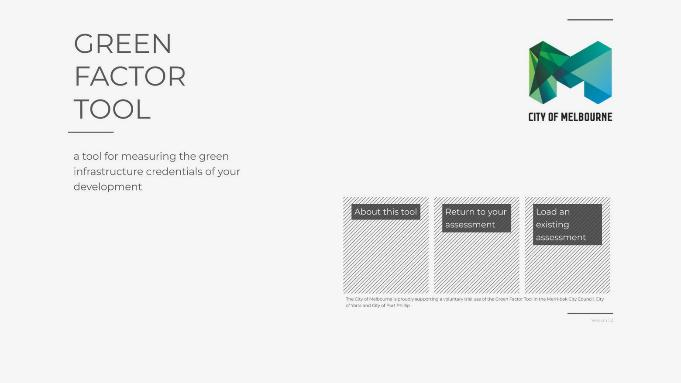 GREEN
FACTOR
TOOL
CITY OF MELBOURNE
a tool for measuring the green
infrastructure credentials of your
development
About this tool
Return to your
assessment
Load an
existing
assessment
The City of Melbourne is proudly supporting a voluntary trial use of the Green Factor Tool in the Merri-bek City Council, City
of Yarra and City of Port Phillip